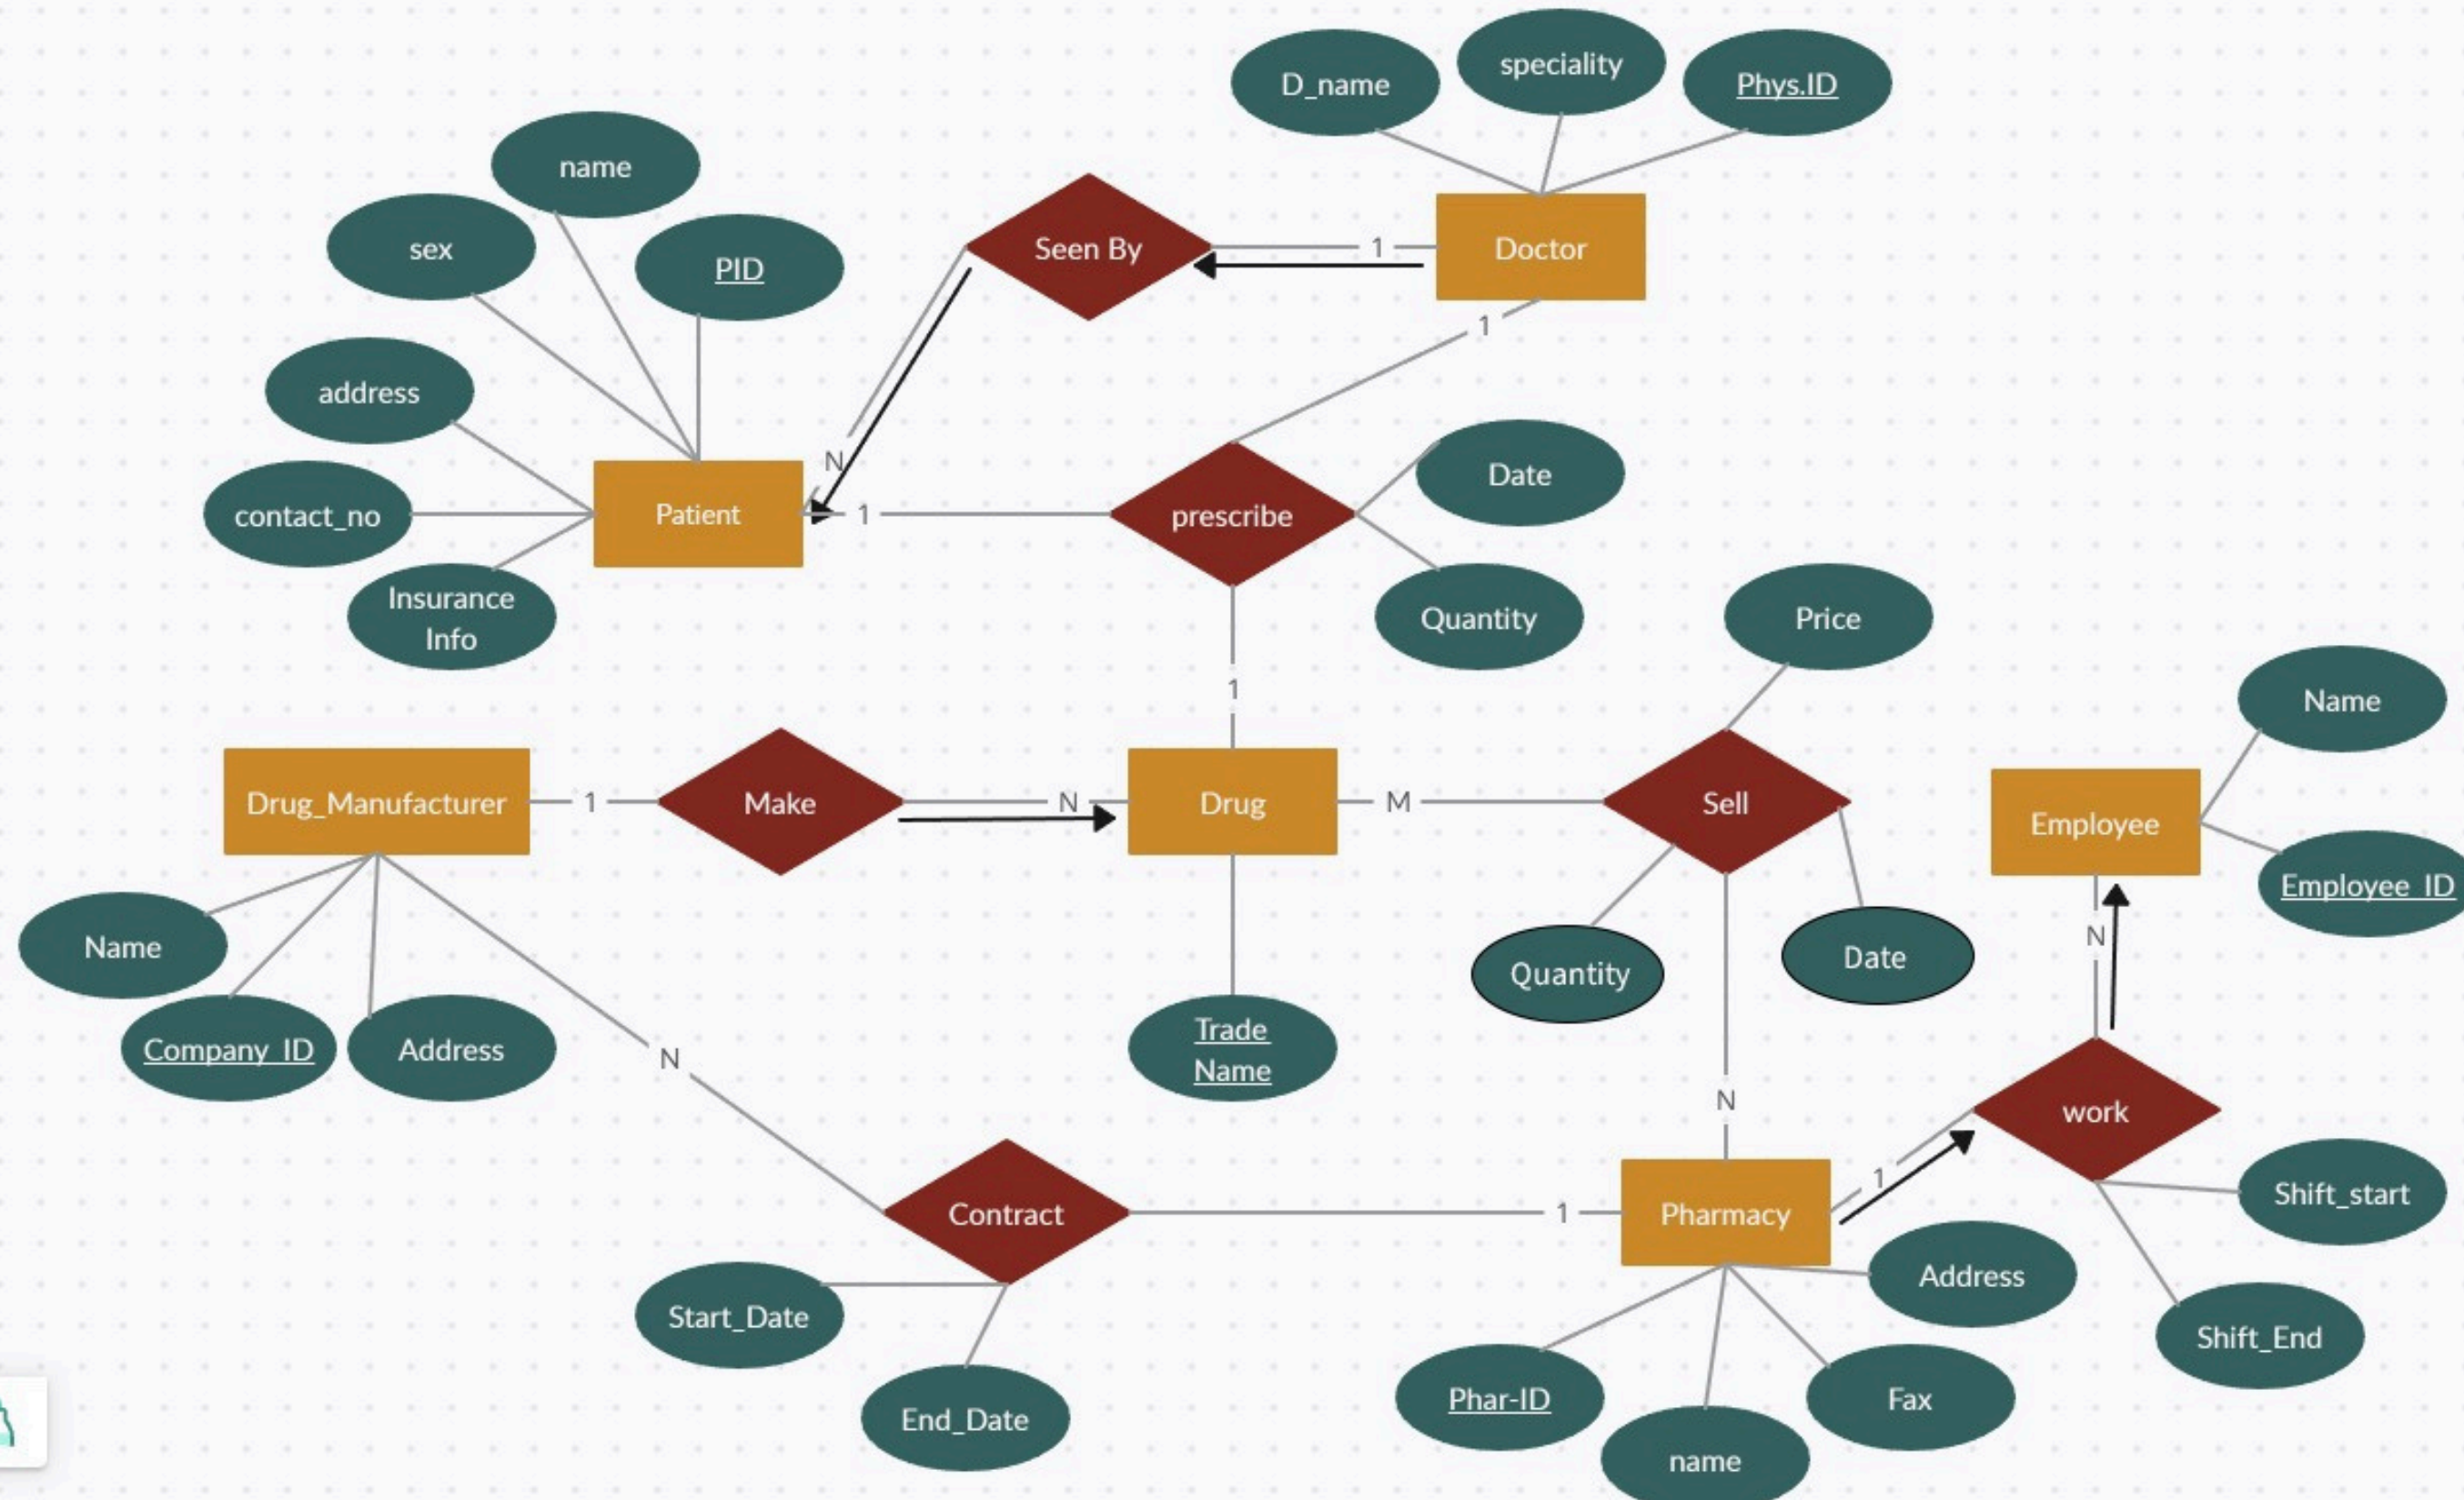 D_name
speciality
Phys.ID
name
sex
PID
Seen By
1
Doctor
1
address
N
Date
contact_no
Patient
1
prescribe
Insurance
Info
Quantity
Price
1
Name
Drug_Manufacturer
1
Make
N
Drug
M
Sell
Employee
Employee_ID
Name
Quantity
Date
N
Company_ID
Address
N
Trade
Name
N
work
1
Contract
1
Pharmacy
Shift_start
Address
Start_Date
Shift_End
End_Date
Phar-ID
Fax
name